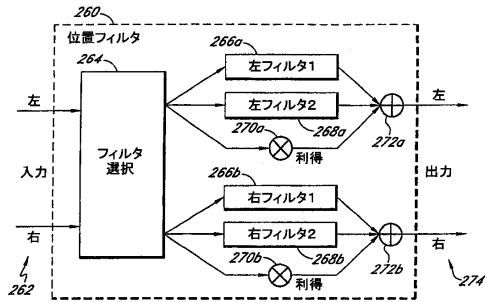 260
位置フィルタ
264
266a
左フィルタ1
左
左
左フィルタ2
272a
270a
268a
利得
入力
フィルタ
選択
出力
266b
右フィルタ1
右
右
右フィルタ2
272b
270b
268b
利得
262
274